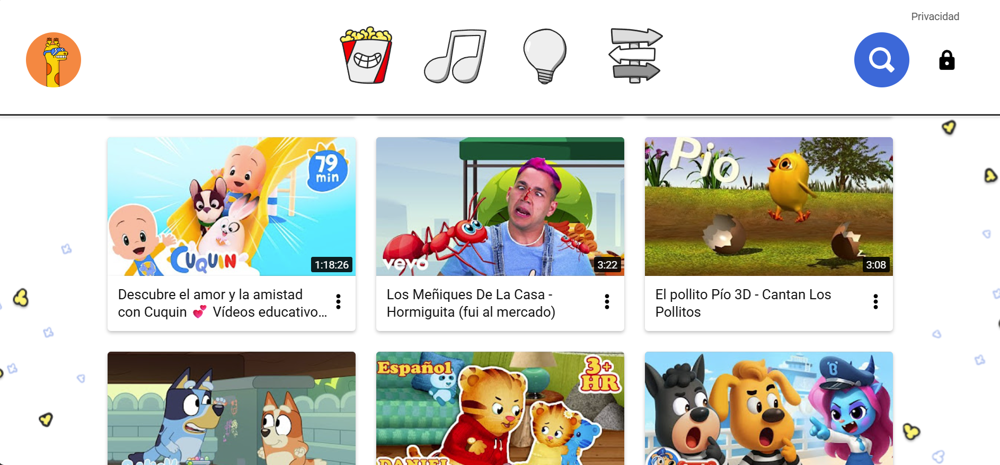 Privacidad
79
min
CUQUIN
1:18:26
vevo
3:22
Pío
3:08
Descubre el amor y la amistad
con Cuquin 💕 Vídeos educativo...
Los Meñiques De La Casa -
Hormiguita (fui al mercado)
El pollito Pío 3D - Cantan Los
Pollitos
Español
3+
HR
B
DANIEL